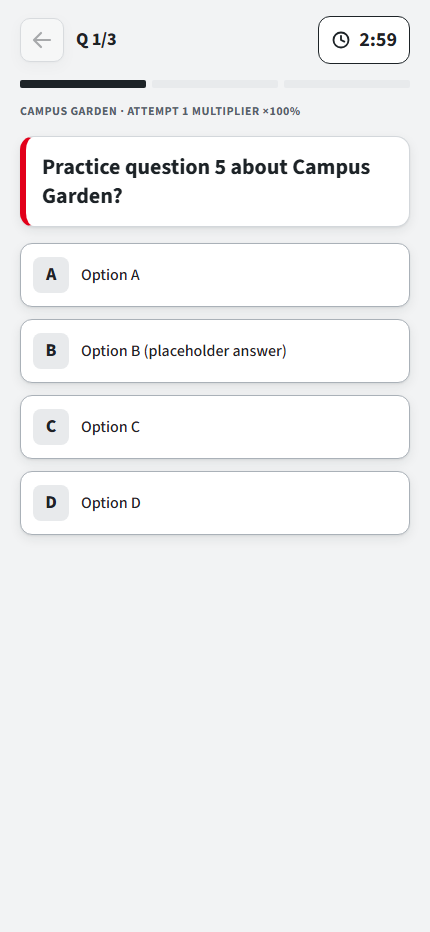 Q 1/3
2:59
CAMPUS GARDEN · ATTEMPT 1 MULTIPLIER ×100%
Practice question 5 about Campus
Garden?
A Option A
B Option B (placeholder answer)
C Option C
D Option D